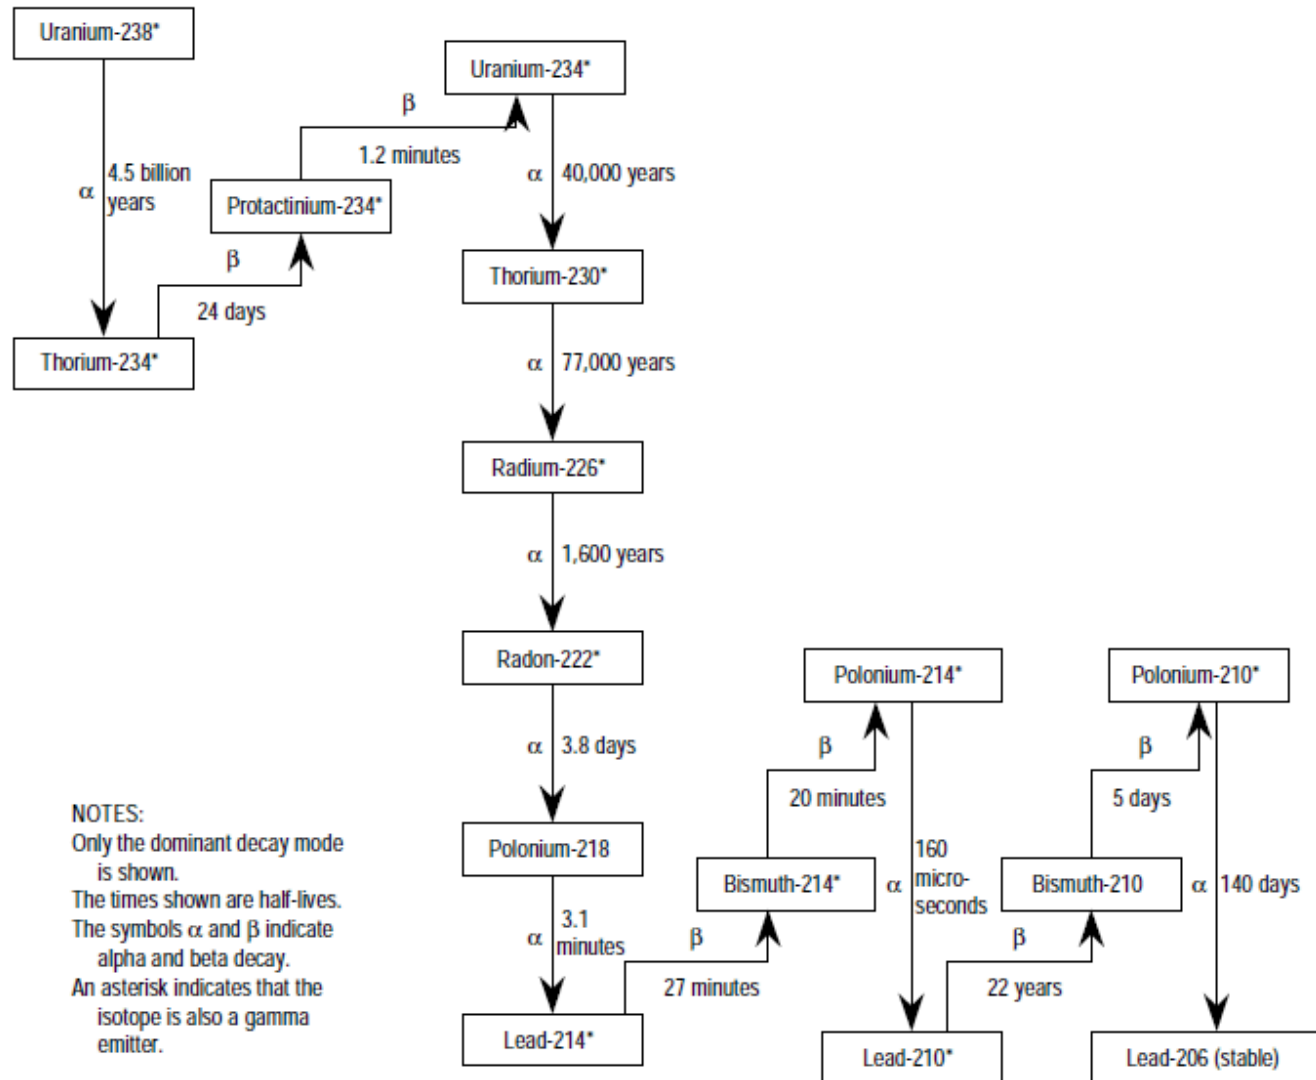 Uranium-238*
Uranium-234*
β
1.2 minutes
α
4.5 billion
years
Protactinium-234*
α
40,000 years
β
24 days
Thorium-230*
Thorium-234*
α
77,000 years
Radium-226*
α
1,600 years
Radon-222*
Polonium-214*
Polonium-210*
α
3.8 days
β
20 minutes
β
5 days
NOTES:
Only the dominant decay mode
is shown.
The times shown are half-lives.
The symbols α and β indicate
alpha and beta decay.
An asterisk indicates that the
isotope is also a gamma
emitter.
Polonium-218
Bismuth-214*
α
160
micro-
seconds
Bismuth-210
α
140 days
α
3.1
minutes
β
27 minutes
β
22 years
Lead-214*
Lead-210*
Lead-206 (stable)